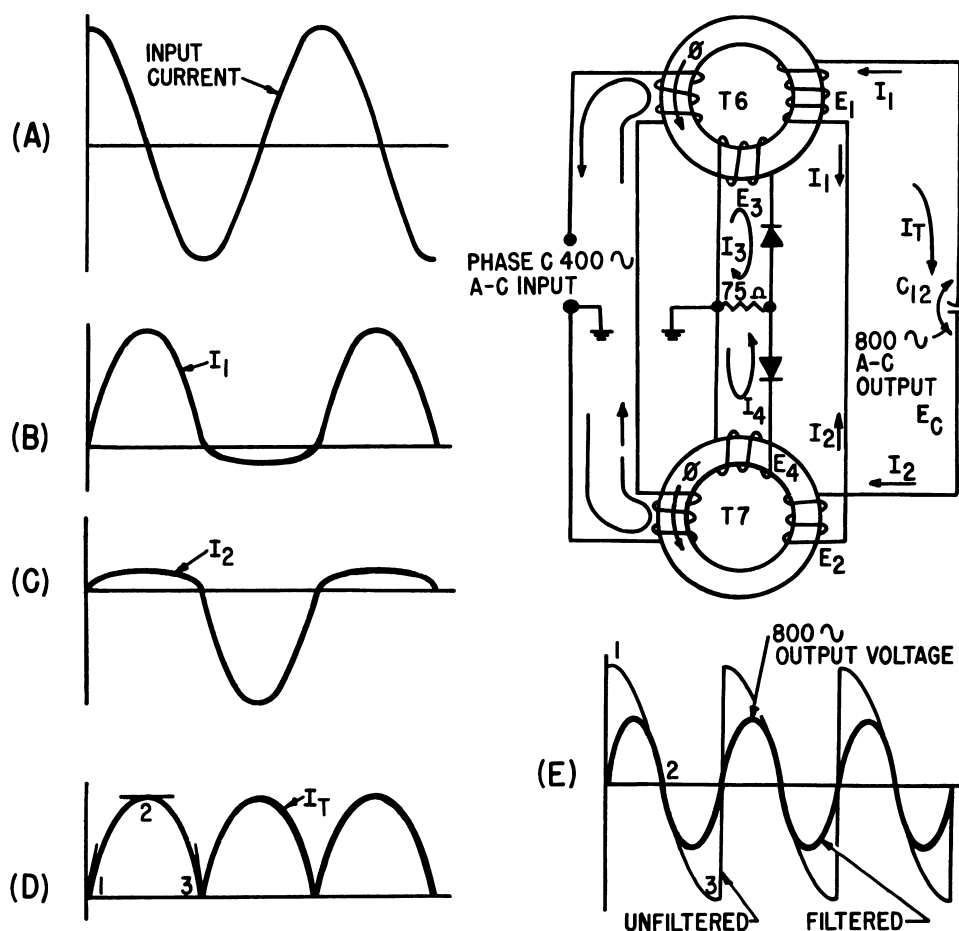 (A)
INPUT
CURRENT
(B)
I1
(C)
I2
(D)
1
2
3
IT
Ø
T6
E1
I1
I1
E3
I3
75Ω
PHASE C 400 ∿
A-C INPUT
IT
C12
800 ∿
A-C
OUTPUT
EC
I4
I2
I2
E4
Ø
T7
E2
(E)
1
2
3
800 ∿
OUTPUT VOLTAGE
UNFILTERED
FILTERED